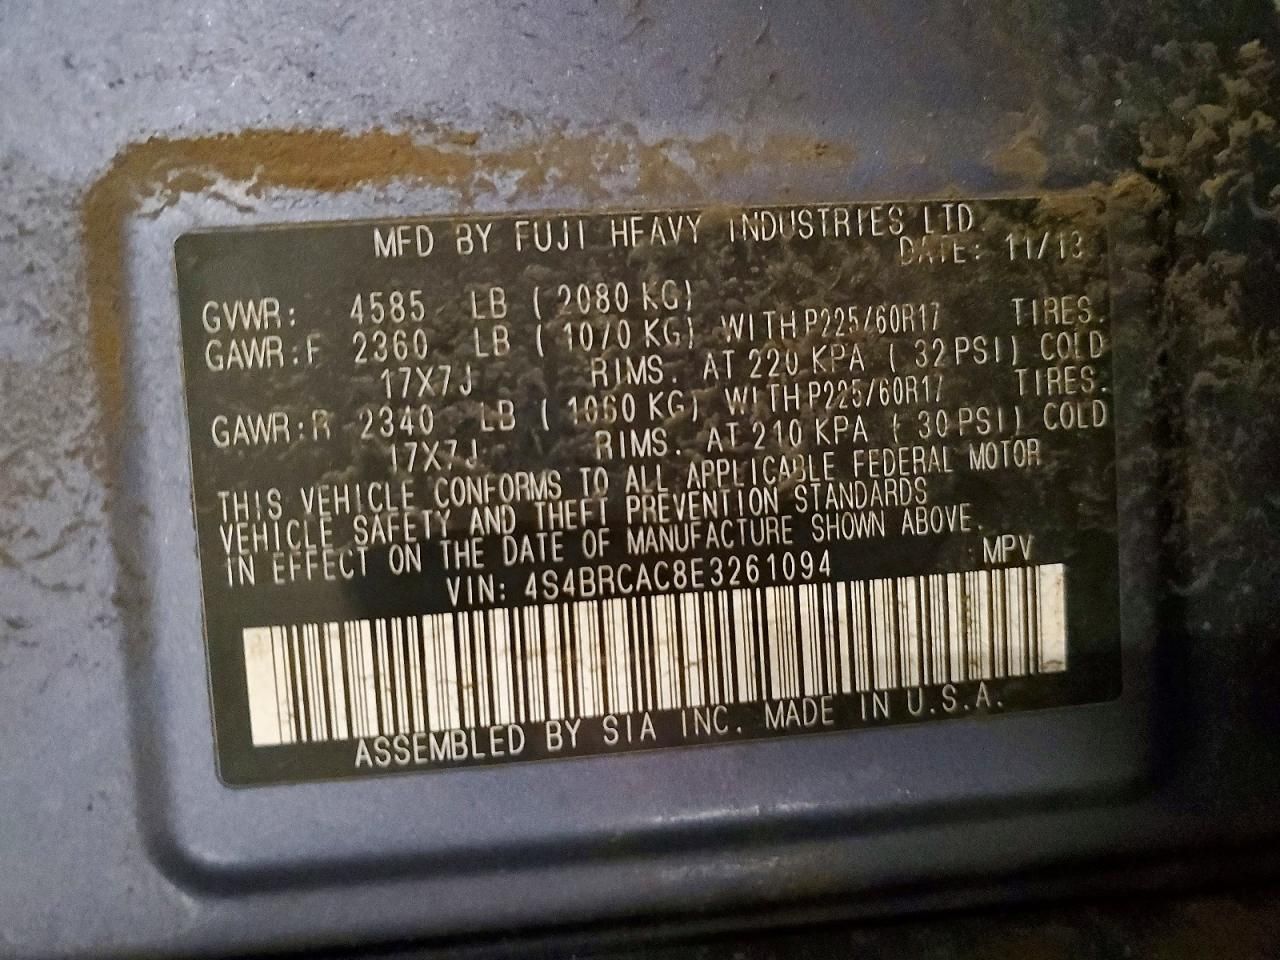 MFD BY FUJI HEAVY INDUSTRIES LTD.
DATE: 11/13
GVWR: 4585 LB ( 2080 KG)
GAWR:F 2360 LB ( 1070 KG) WITH P225/60R17 TIRES.
17X7J RIMS. AT 220 KPA ( 32 PSI) COLD
GAWR:R 2340 LB ( 1060 KG) WITH P225/60R17 TIRES.
17X7J RIMS. AT 210 KPA ( 30 PSI) COLD
THIS VEHICLE CONFORMS TO ALL APPLICABLE FEDERAL MOTOR
VEHICLE SAFETY AND THEFT PREVENTION STANDARDS
IN EFFECT ON THE DATE OF MANUFACTURE SHOWN ABOVE.
VIN: 4S4BRCAC8E3261094 MPV
ASSEMBLED BY SIA INC. MADE IN U.S.A.